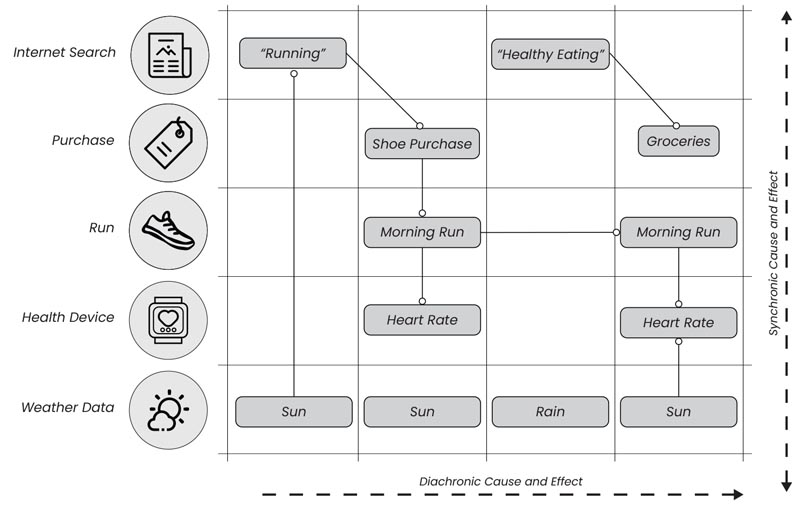 Internet Search
“Running”
“Healthy Eating”
Purchase
Shoe Purchase
Groceries
Run
Morning Run
Morning Run
Health Device
Heart Rate
Heart Rate
Weather Data
Sun
Sun
Rain
Sun
Diachronic Cause and Effect
Synchronic Cause and Effect